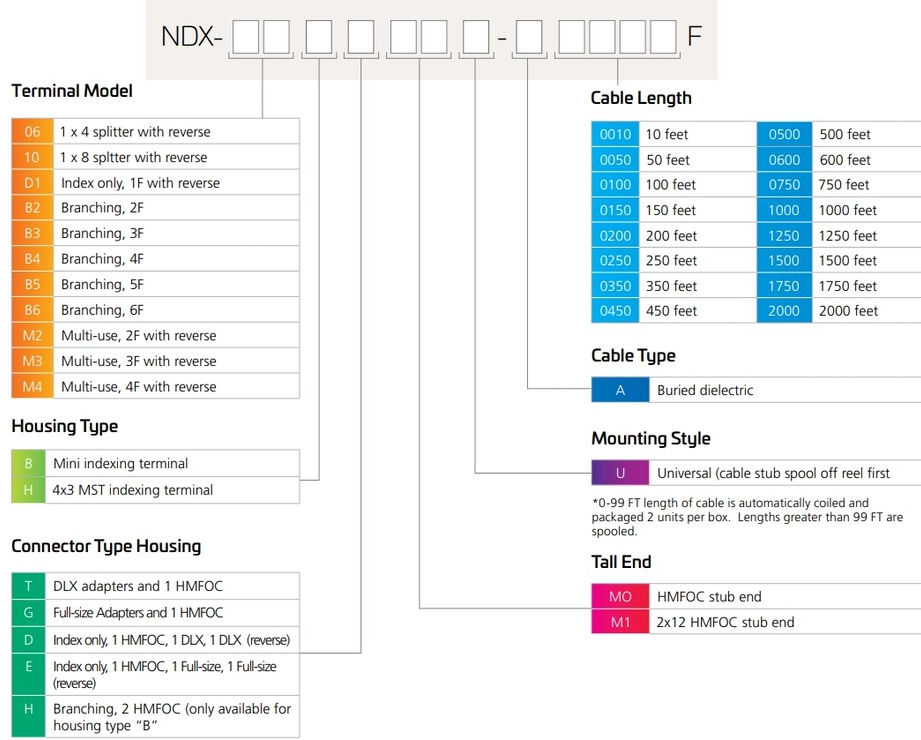 NDX- - F
Terminal Model
06 1 x 4 splitter with reverse
10 1 x 8 spltter with reverse
D1 Index only, 1F with reverse
B2 Branching, 2F
B3 Branching, 3F
B4 Branching, 4F
B5 Branching, 5F
B6 Branching, 6F
M2 Multi-use, 2F with reverse
M3 Multi-use, 3F with reverse
M4 Multi-use, 4F with reverse
Housing Type
B Mini indexing terminal
H 4x3 MST indexing terminal
Connector Type Housing
T DLX adapters and 1 HMFOC
G Full-size Adapters and 1 HMFOC
D Index only, 1 HMFOC, 1 DLX, 1 DLX (reverse)
E Index only, 1 HMFOC, 1 Full-size, 1 Full-size
(reverse)
H Branching, 2 HMFOC (only available for
housing type “B”
Cable Length
0010 10 feet 0500 500 feet
0050 50 feet 0600 600 feet
0100 100 feet 0750 750 feet
0150 150 feet 1000 1000 feet
0200 200 feet 1250 1250 feet
0250 250 feet 1500 1500 feet
0350 350 feet 1750 1750 feet
0450 450 feet 2000 2000 feet
Cable Type
A Buried dielectric
Mounting Style
U Universal (cable stub spool off reel first
*0-99 FT length of cable is automatically coiled and
packaged 2 units per box. Lengths greater than 99 FT are
spooled.
Tall End
MO HMFOC stub end
M1 2x12 HMFOC stub end